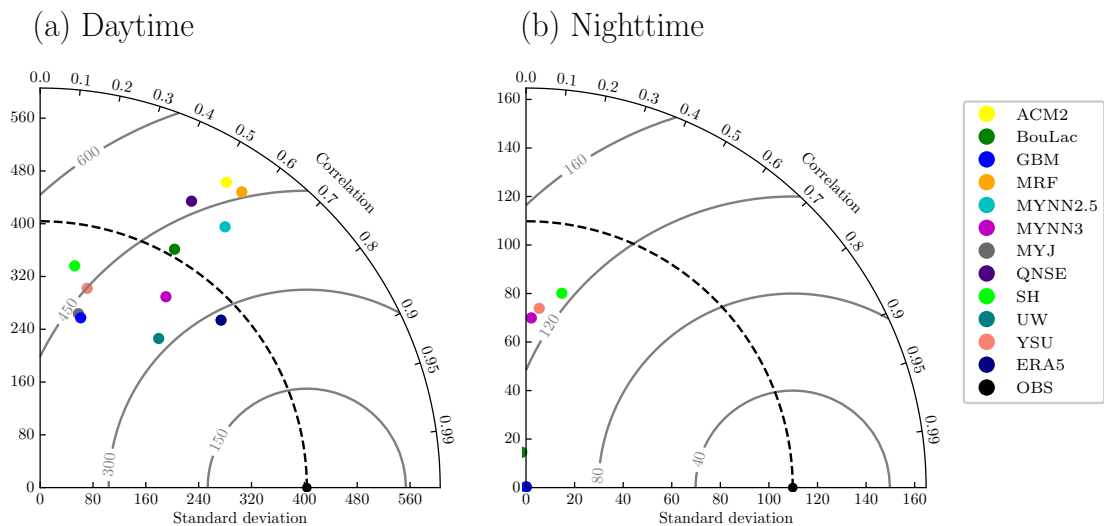 (a) Daytime
(b) Nighttime
0.0 0.1 0.2 0.3 0.4 0.5 0.6 0.7 0.8 0.9 0.95 0.99
Correlation
560
480
400
320
240
160
80
0
600
450
300
150
0 80 160 240 320 400 480 560
Standard deviation
0.0 0.1 0.2 0.3 0.4 0.5 0.6 0.7 0.8 0.9 0.95 0.99
Correlation
160
140
120
100
80
60
40
20
0
160
120
80
40
0 20 40 60 80 100 120 140 160
Standard deviation
ACM2
BouLac
GBM
MRF
MYNN2.5
MYNN3
MYJ
QNSE
SH
UW
YSU
ERA5
OBS